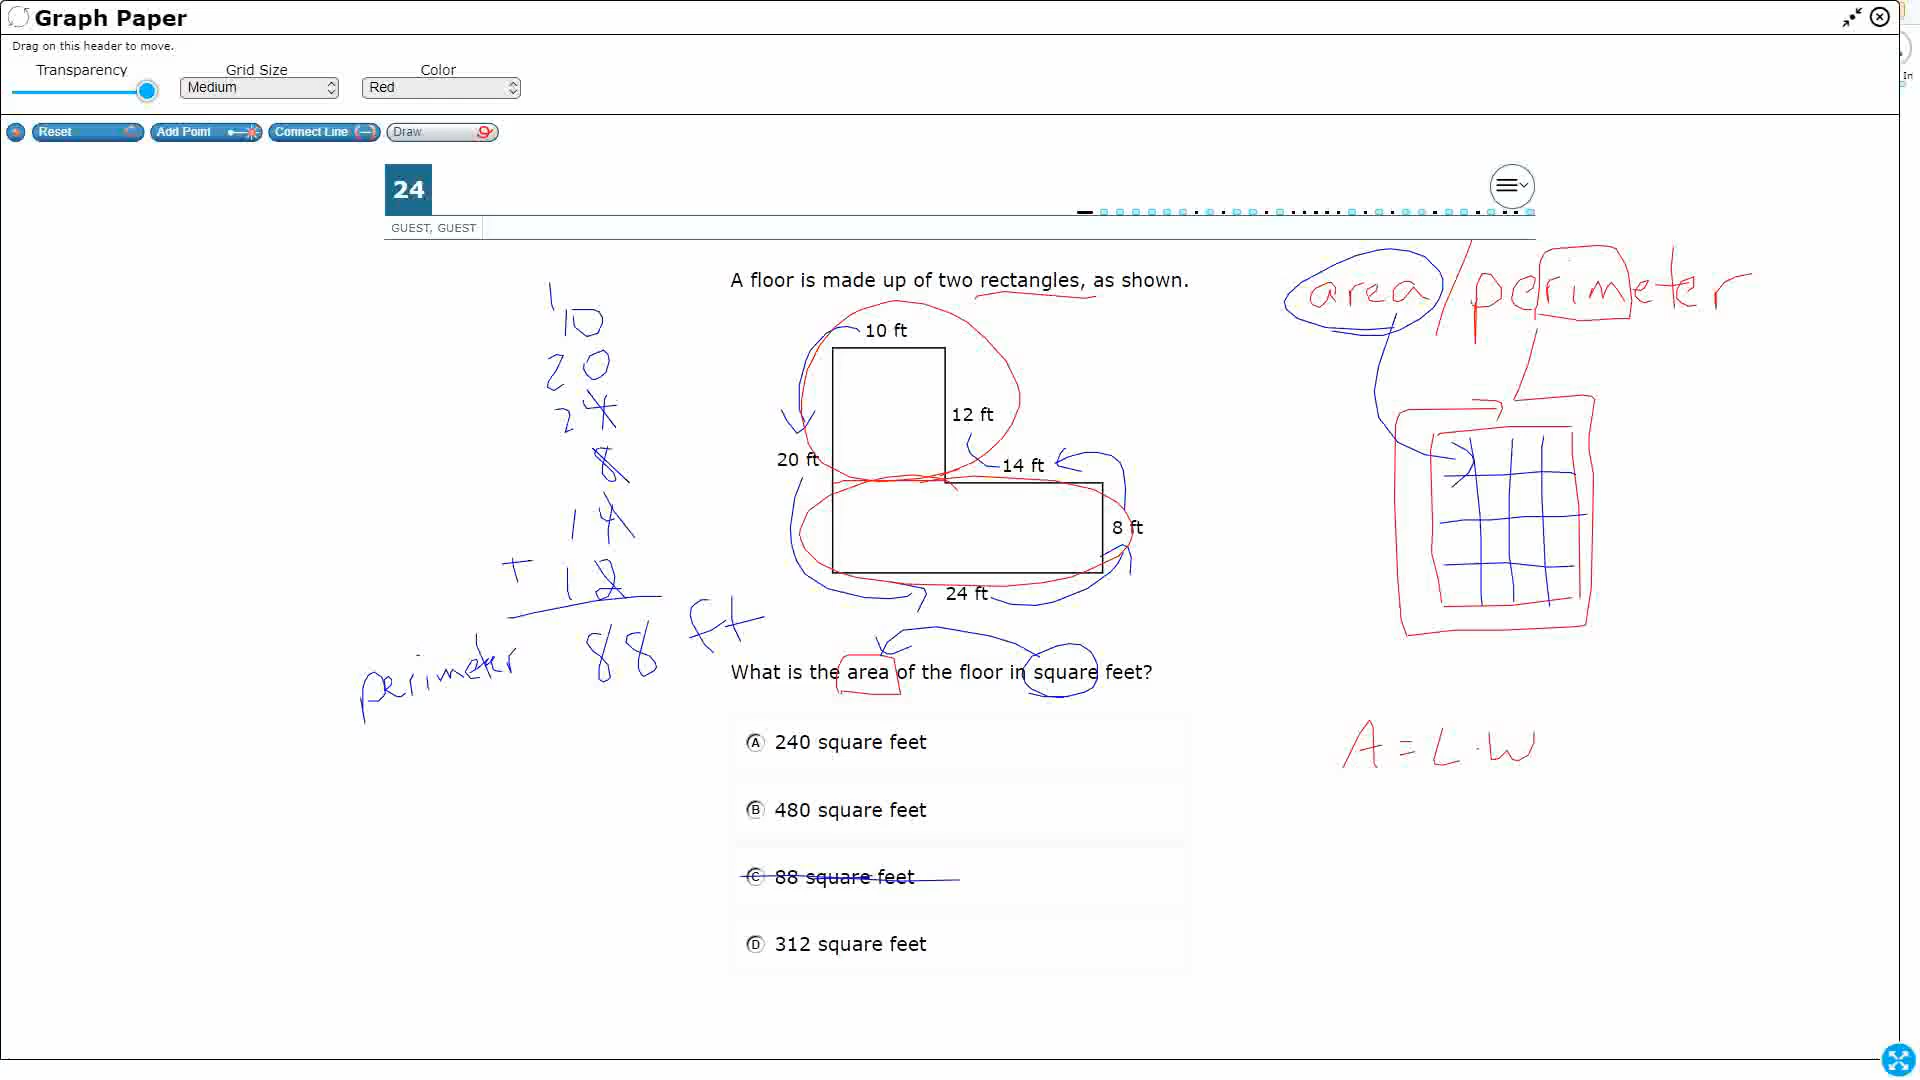 Graph Paper
Drag on this header to move.
Transparency Grid Size Color
Medium Red
Reset Add Point Connect Line Draw
24
GUEST, GUEST
A floor is made up of two rectangles, as shown.
area / perimeter
10 ft
12 ft
20 ft
14 ft
8 ft
24 ft
1
10
20
24
8
14
+ 12
perimeter 88 ft
What is the area of the floor in square feet?
A 240 square feet
B 480 square feet
C 88 square feet
D 312 square feet
A = L · W
In